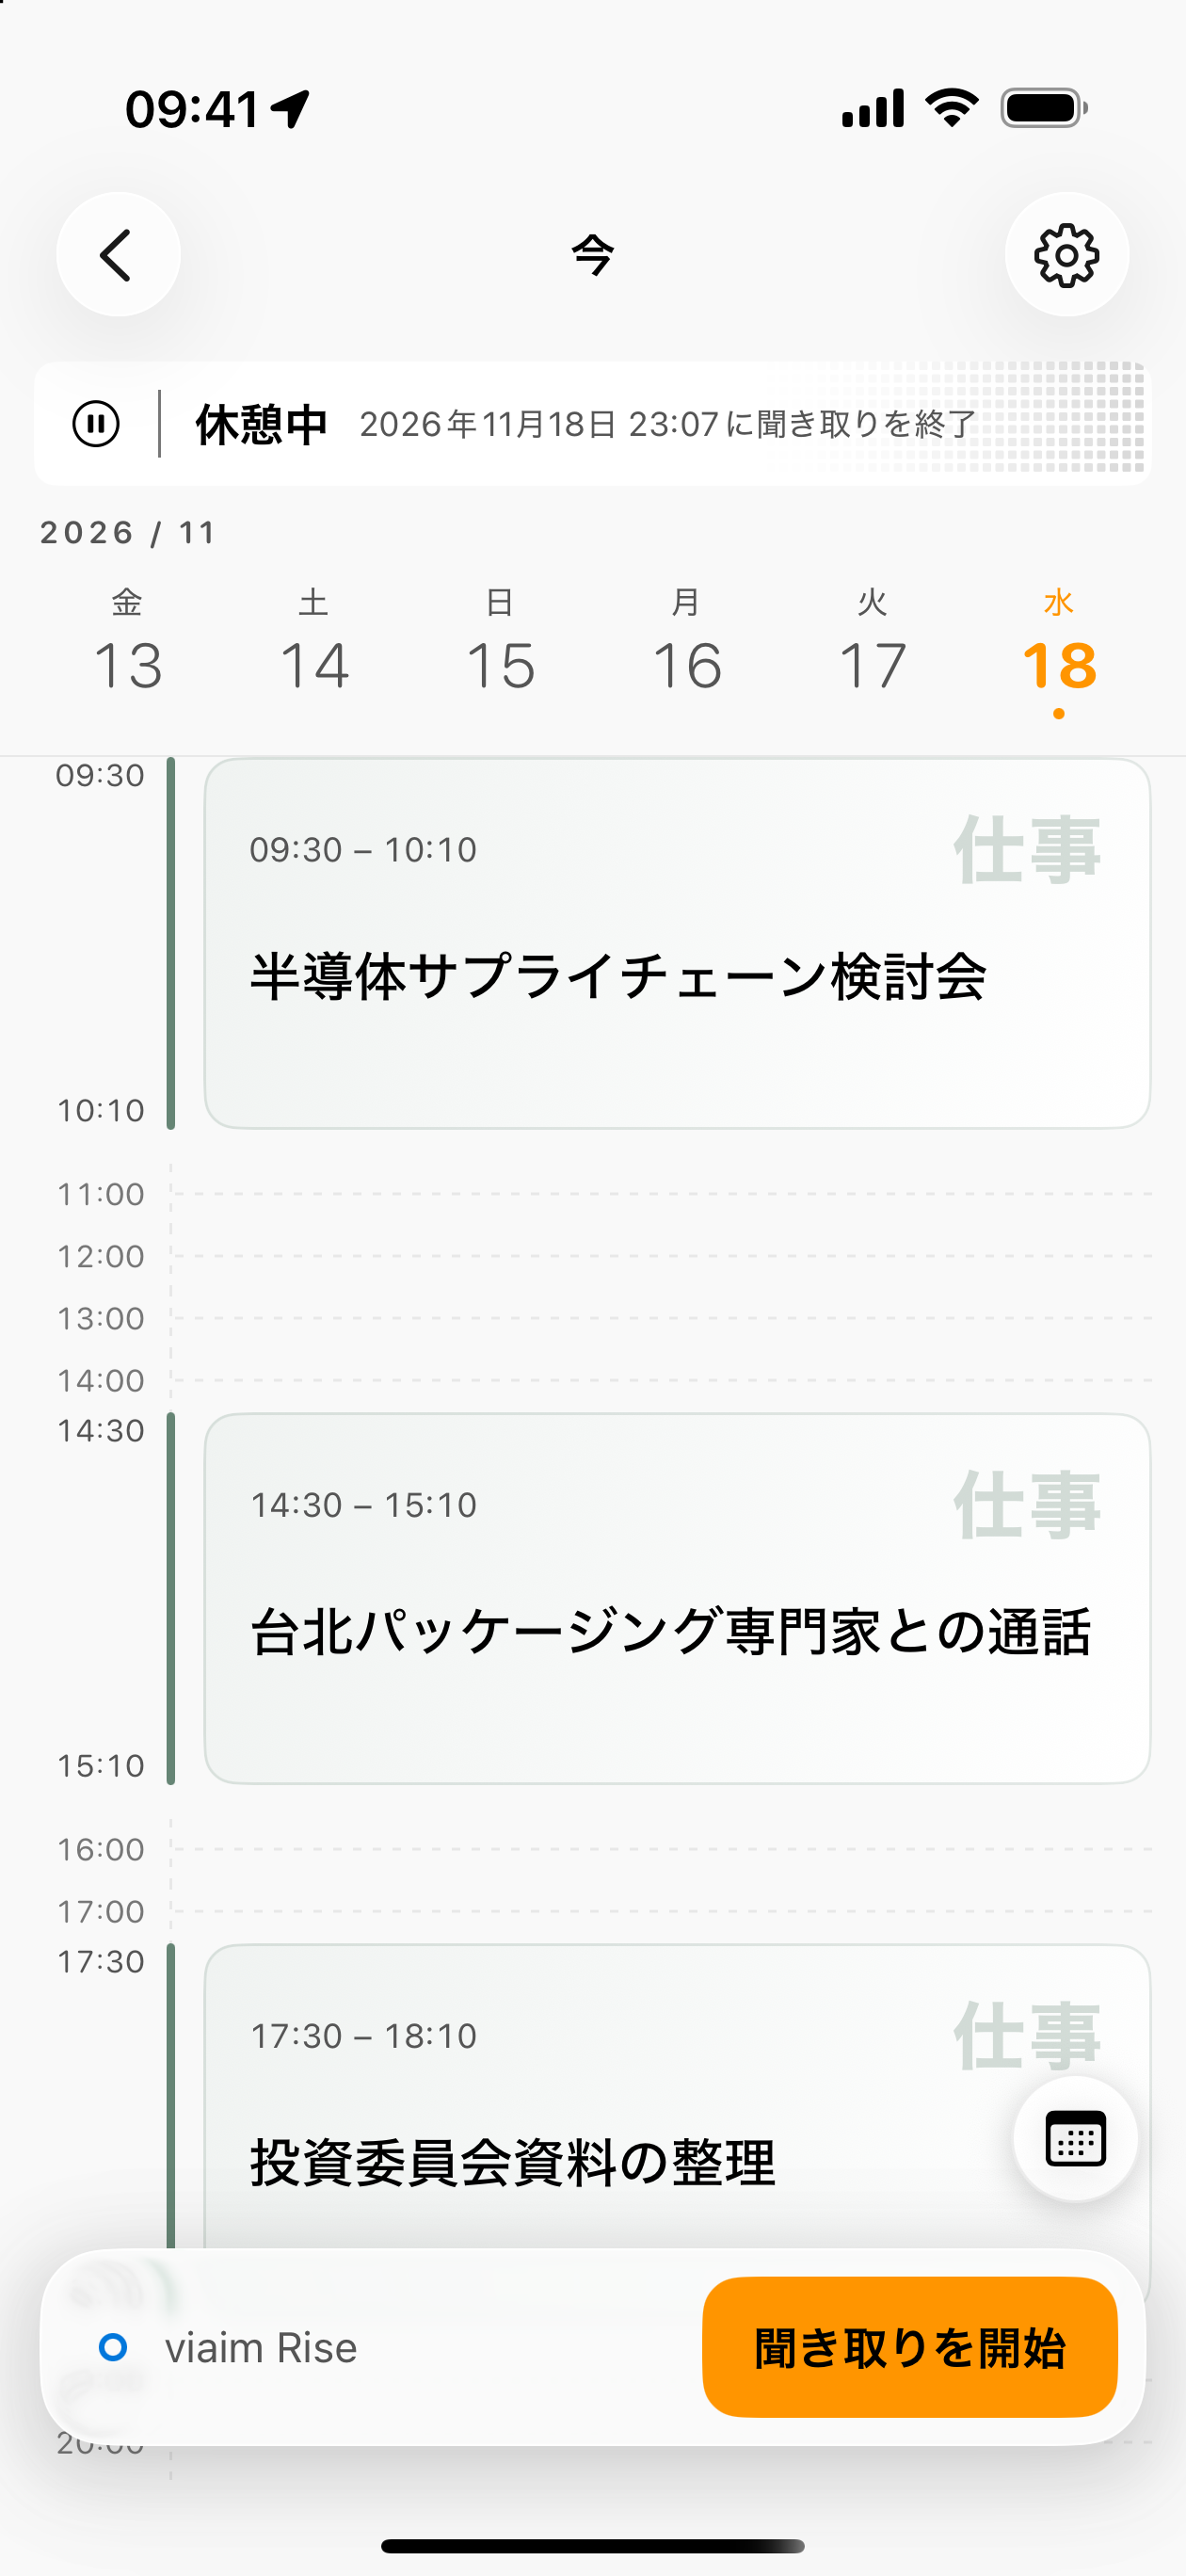 09:41
今
休憩中 2026年11月18日 23:07に聞き取りを終了
2026 / 11
金 土 日 月 火 水
13 14 15 16 17 18
09:30
09:30 – 10:10 仕事
半導体サプライチェーン検討会
10:10
11:00
12:00
13:00
14:00
14:30
14:30 – 15:10 仕事
台北パッケージング専門家との通話
15:10
16:00
17:00
17:30
17:30 – 18:10 仕事
投資委員会資料の整理
viaim Rise 聞き取りを開始
20:00